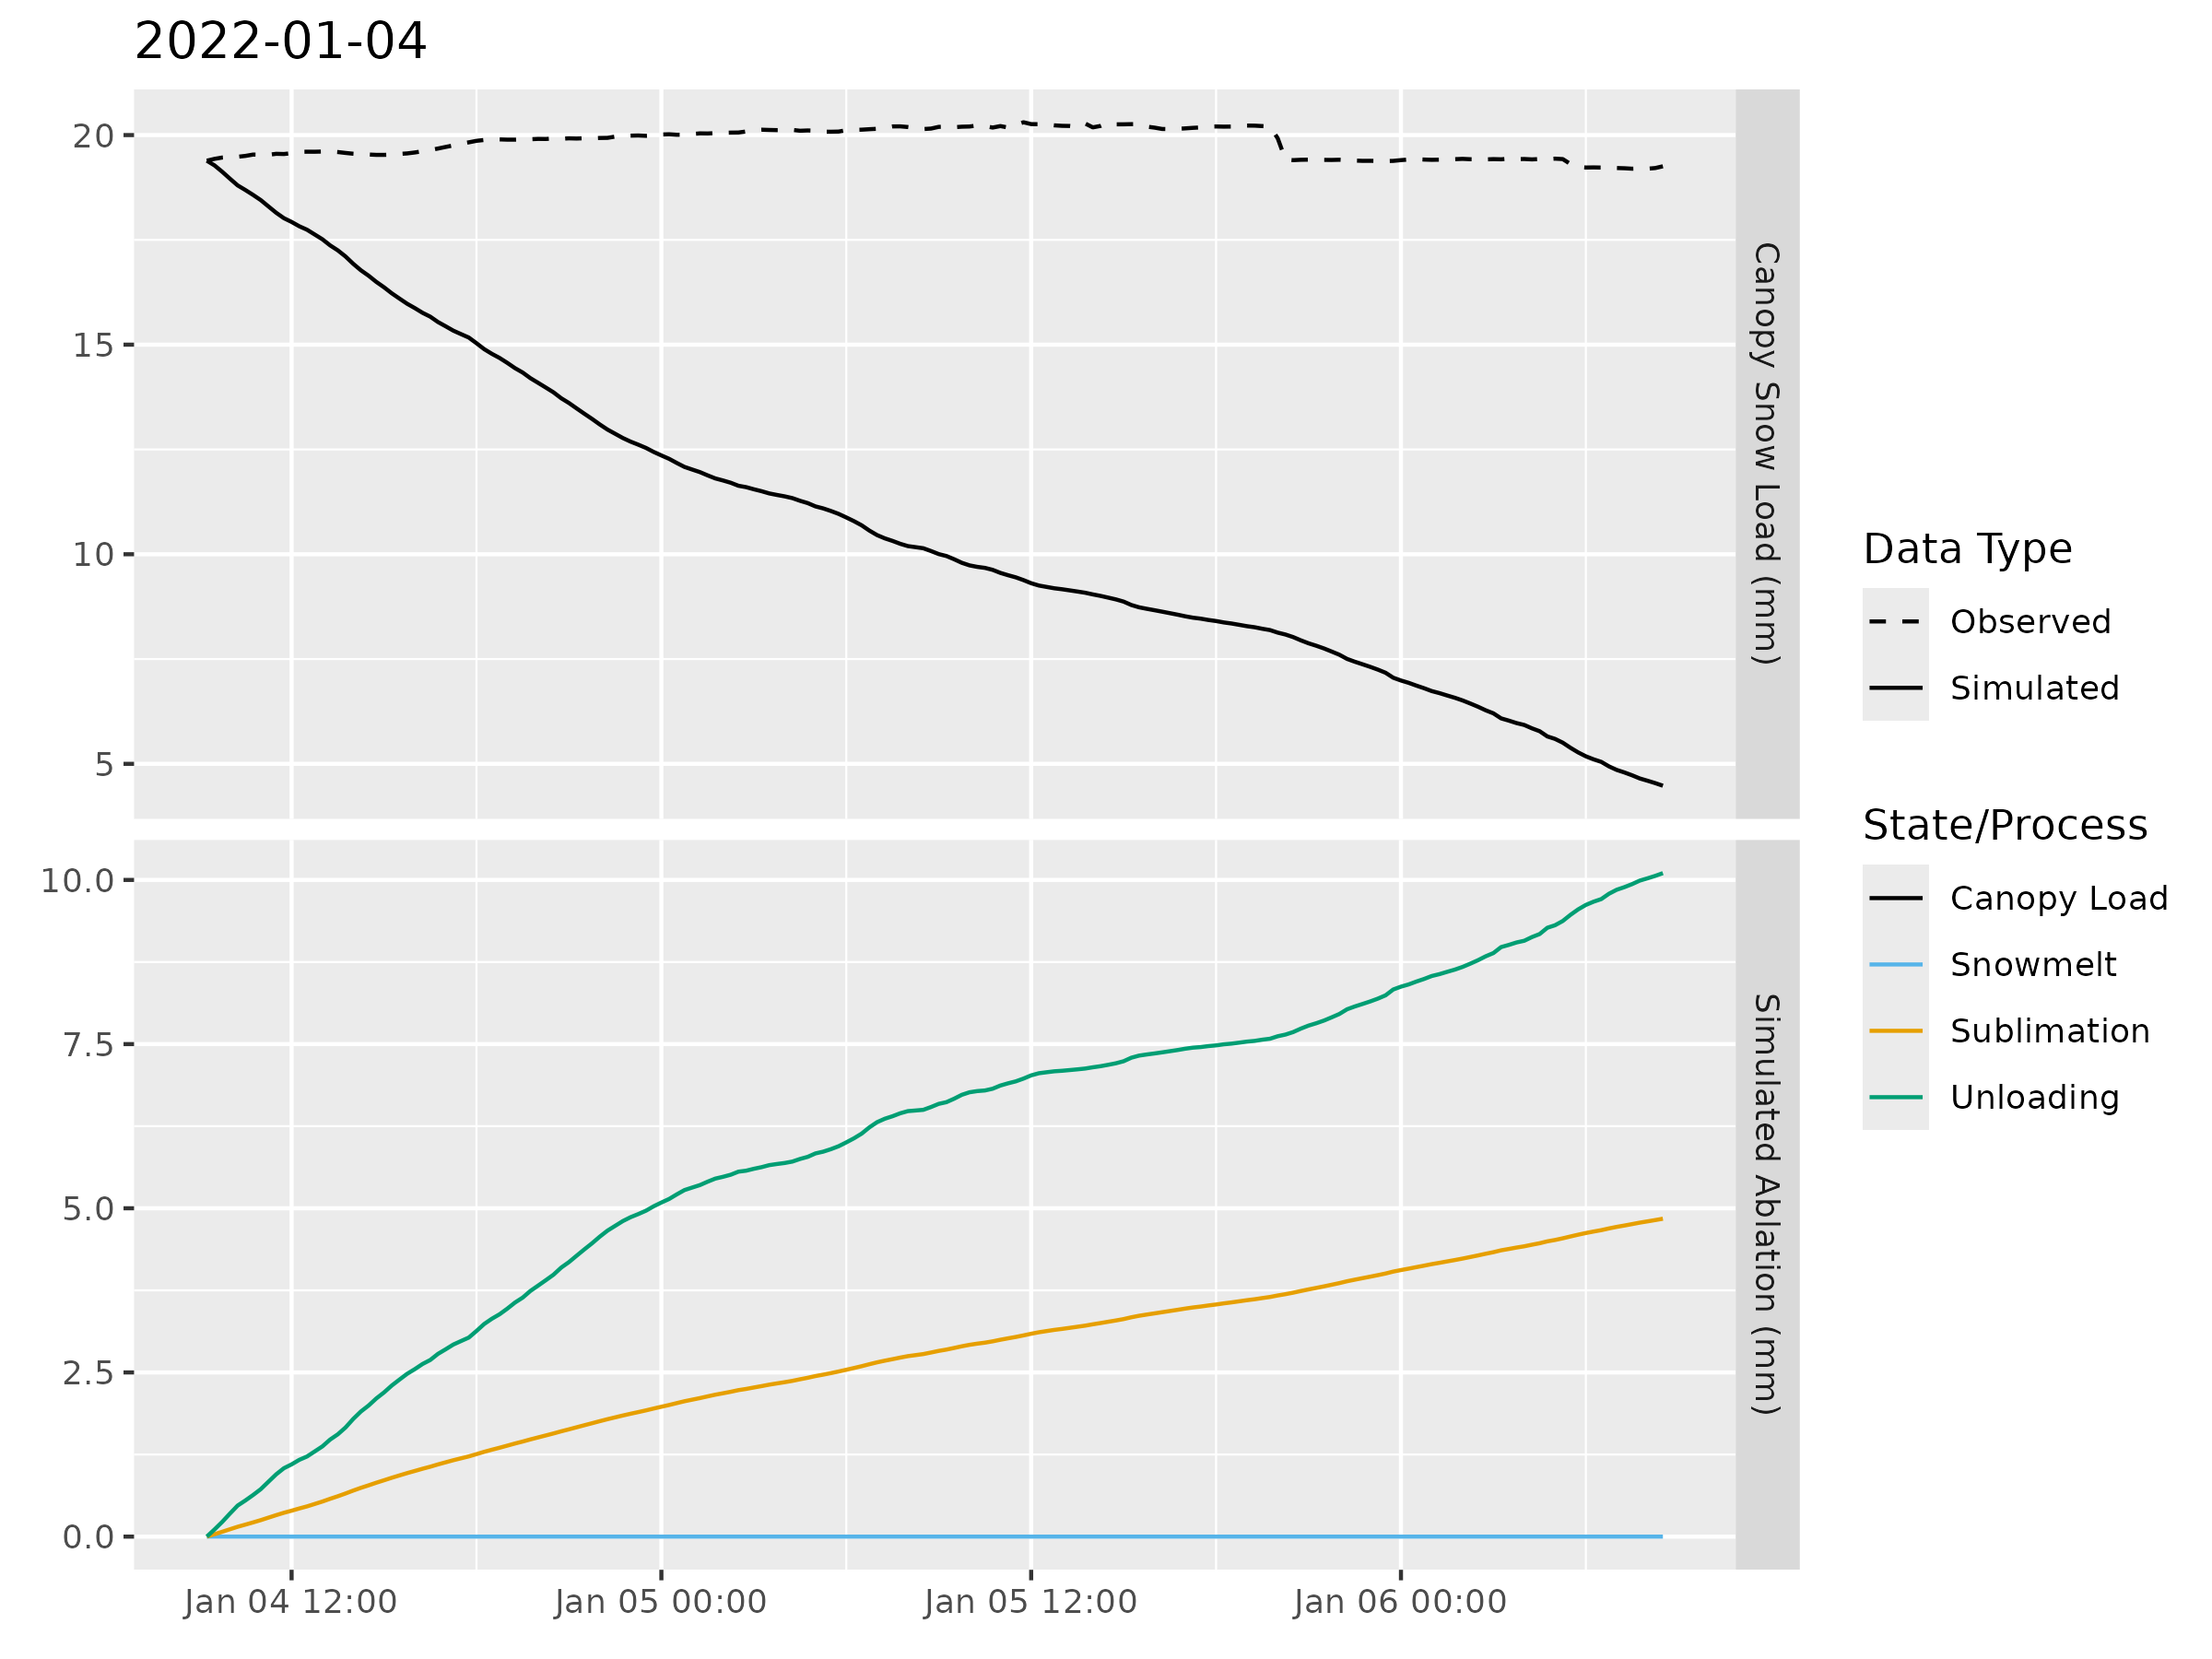 2022-01-04
20
15
10
5
Canopy Snow Load (mm)
10.0
7.5
5.0
2.5
0.0
Simulated Ablation (mm)
Jan 04 12:00
Jan 05 00:00
Jan 05 12:00
Jan 06 00:00
Data Type
Observed
Simulated
State/Process
Canopy Load
Snowmelt
Sublimation
Unloading